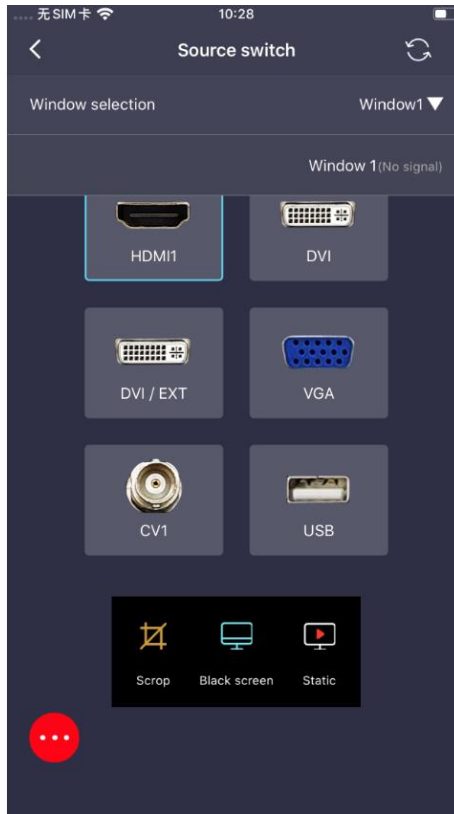 无SIM卡 10:28
Source switch
Window selection Window1
Window 1(No signal)
HDMI1 DVI
DVI / EXT VGA
CV1 USB
Scrop Black screen Static